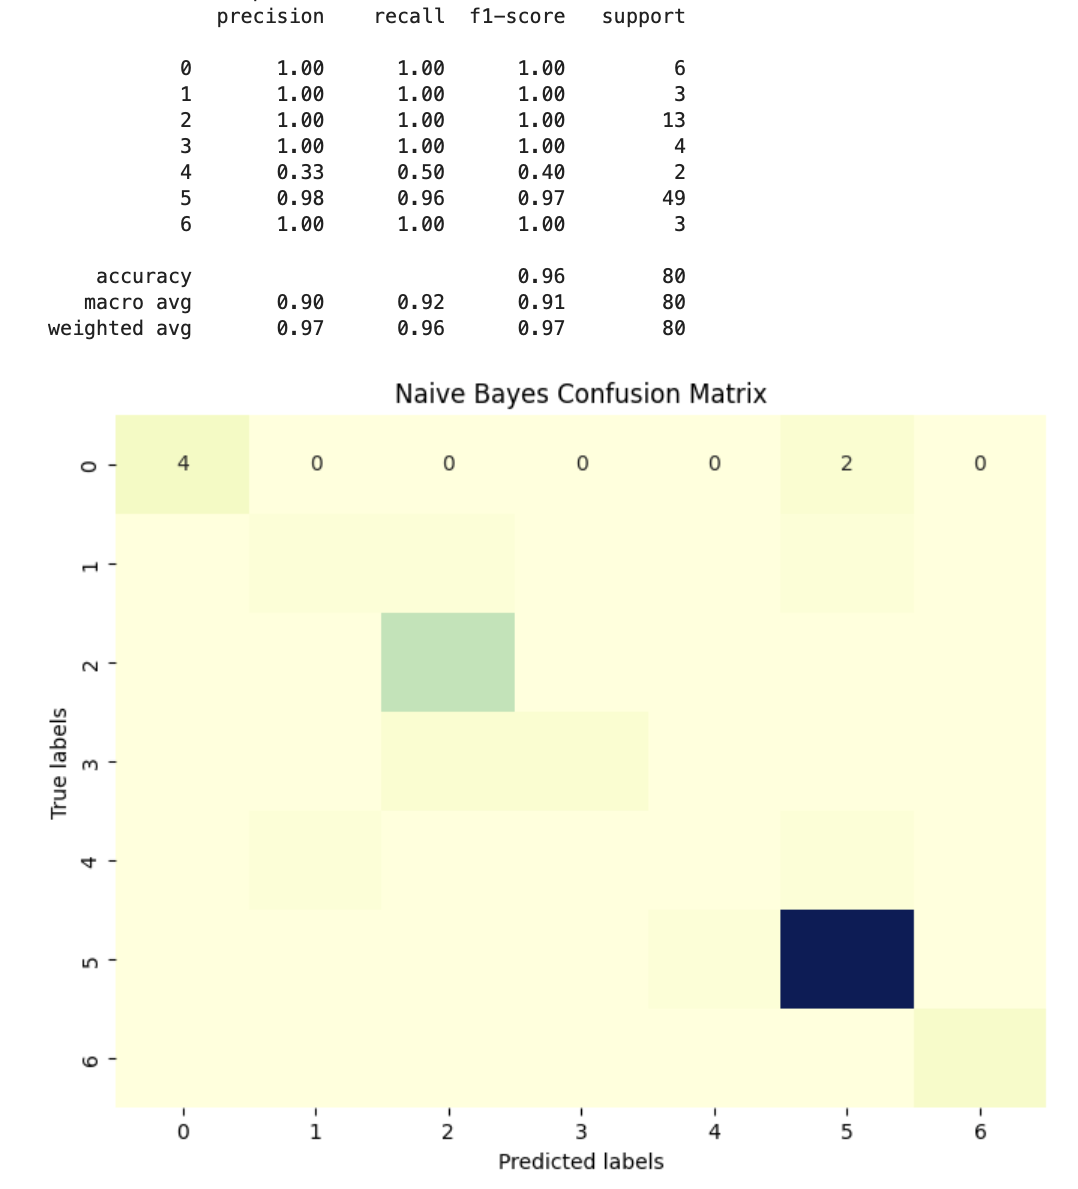 precision recall f1-score support
0 1.00 1.00 1.00 6
1 1.00 1.00 1.00 3
2 1.00 1.00 1.00 13
3 1.00 1.00 1.00 4
4 0.33 0.50 0.40 2
5 0.98 0.96 0.97 49
6 1.00 1.00 1.00 3
accuracy 0.96 80
macro avg 0.90 0.92 0.91 80
weighted avg 0.97 0.96 0.97 80
Naive Bayes Confusion Matrix
True labels
0 4 0 0 0 0 2 0
1
2
3
4
5
6
0 1 2 3 4 5 6
Predicted labels